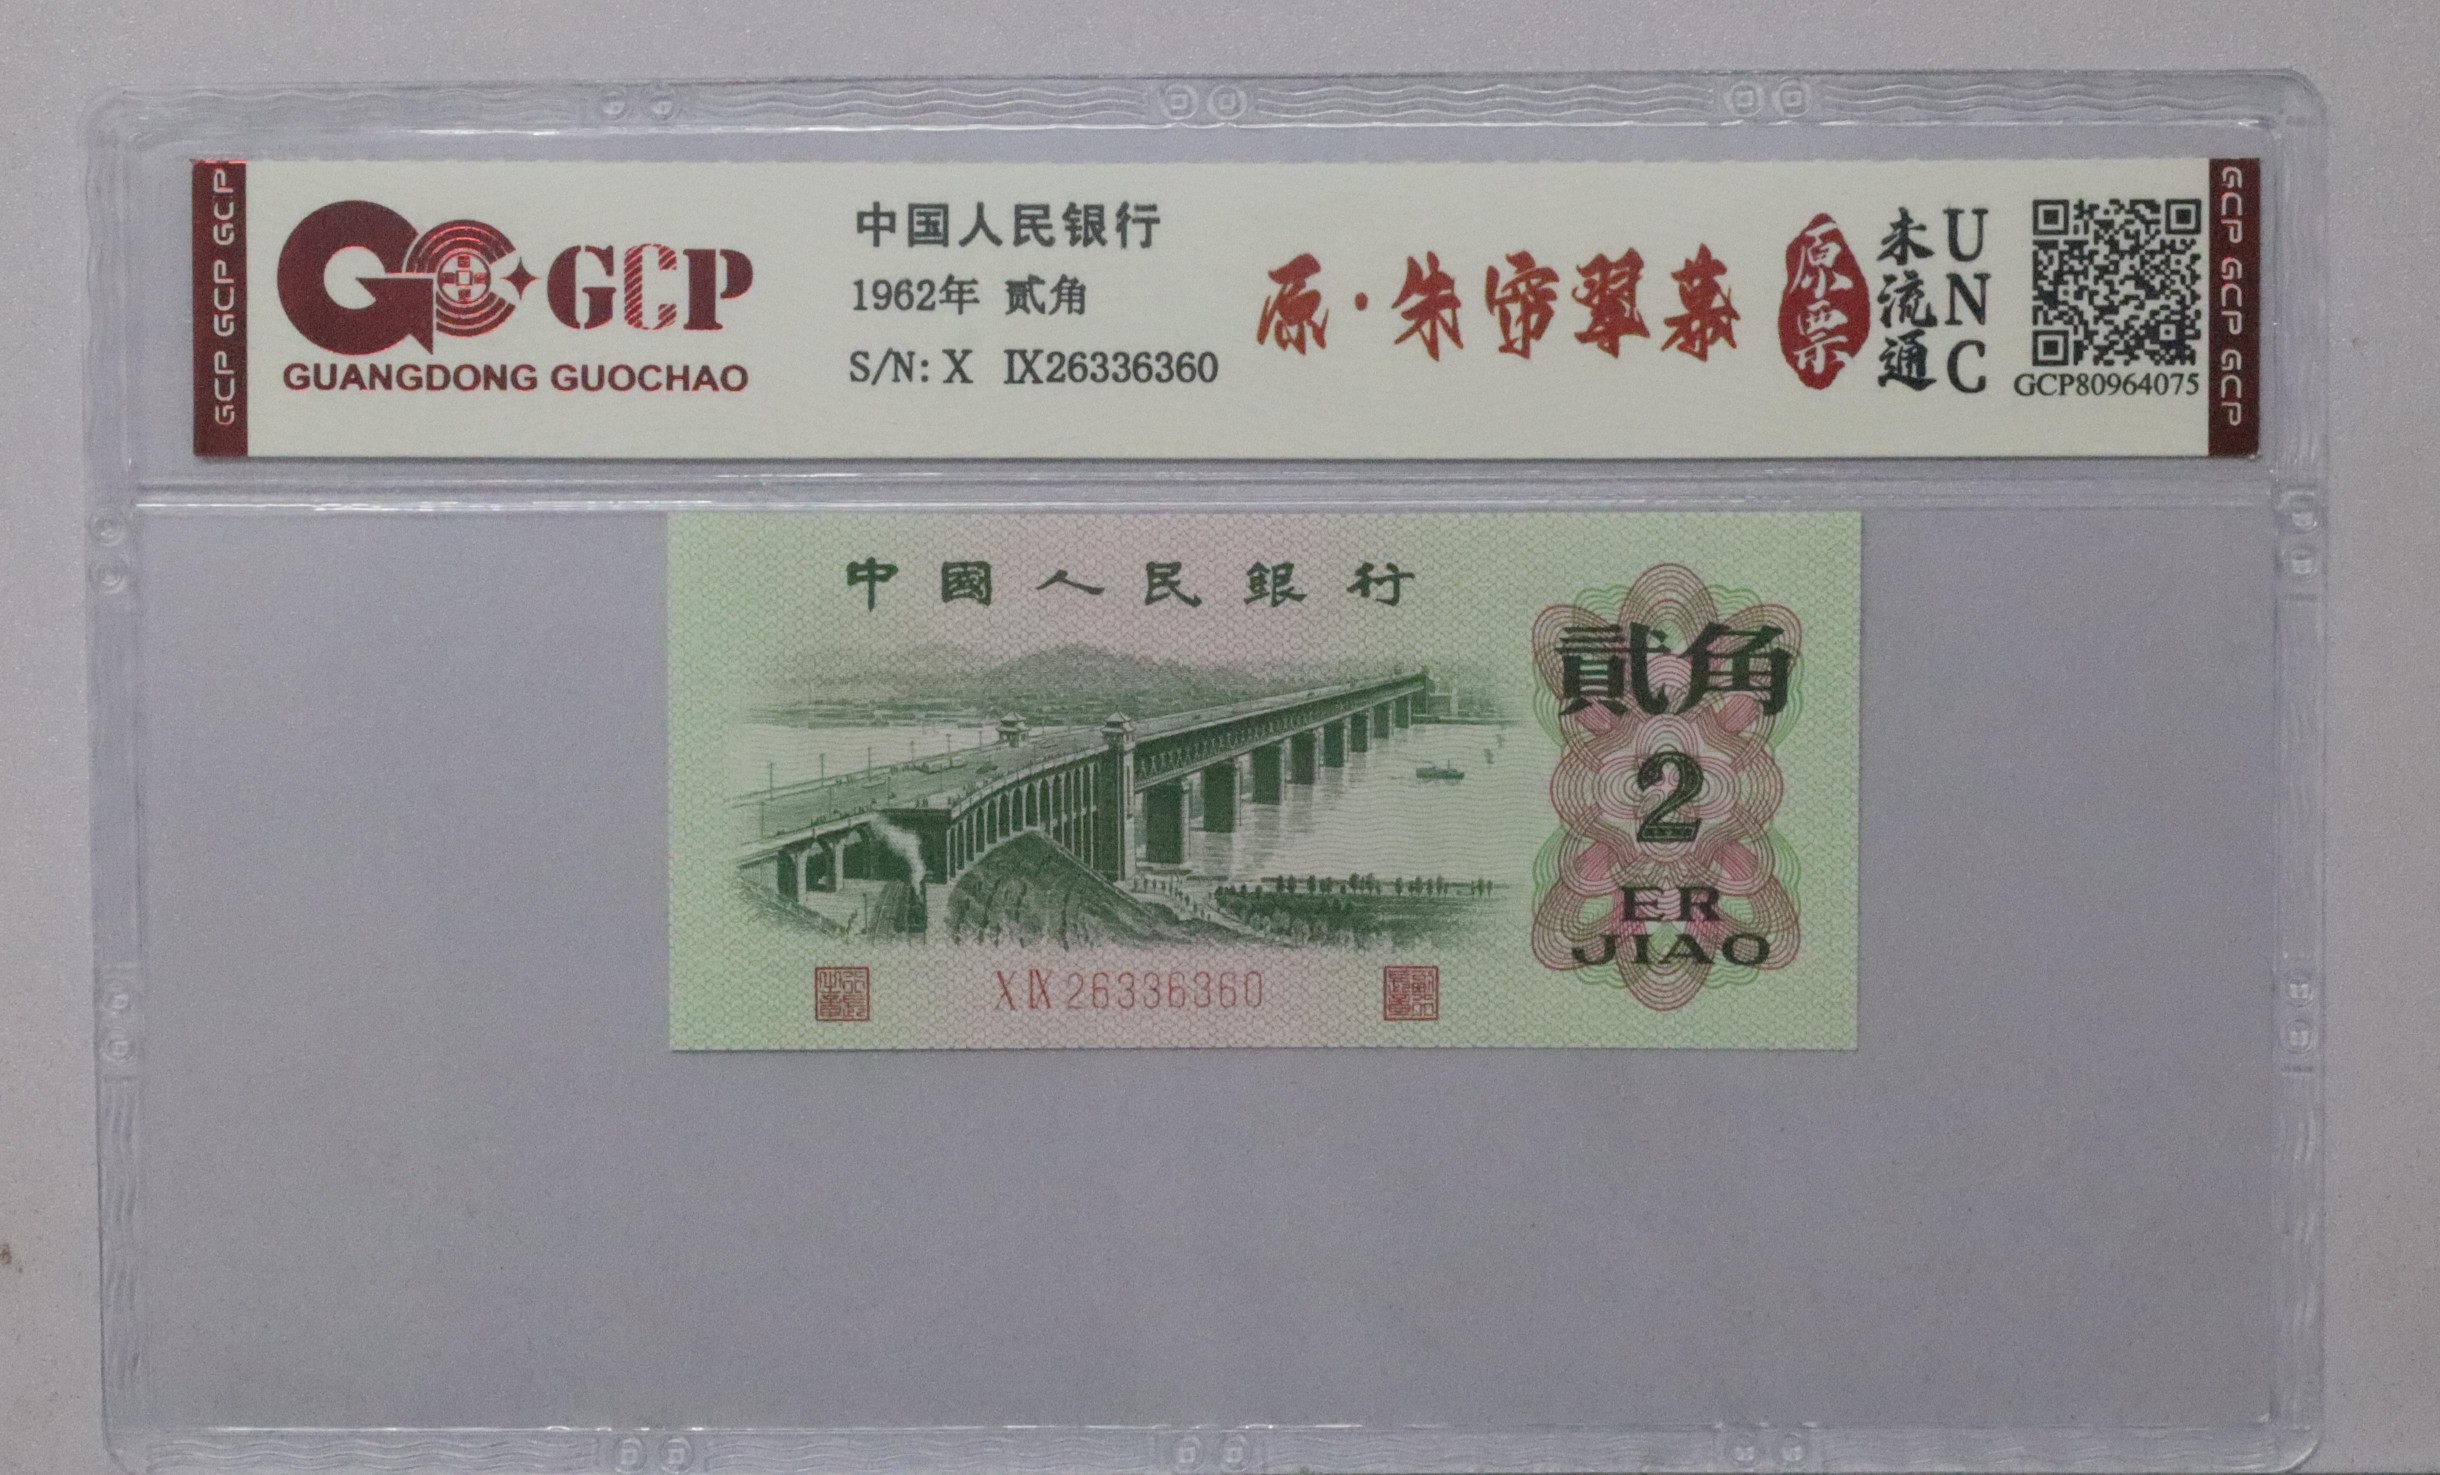 GCP GCP GCP
GCP
GUANGDONG GUOCHAO
中国人民银行
1962年 贰角
S/N: X IX26336360
原·朱帘翠幕
原票
未流通
UNC
GCP80964075
GCP GCP GCP
中國人民銀行
貳角
2
ER
JIAO
X IX 26336360